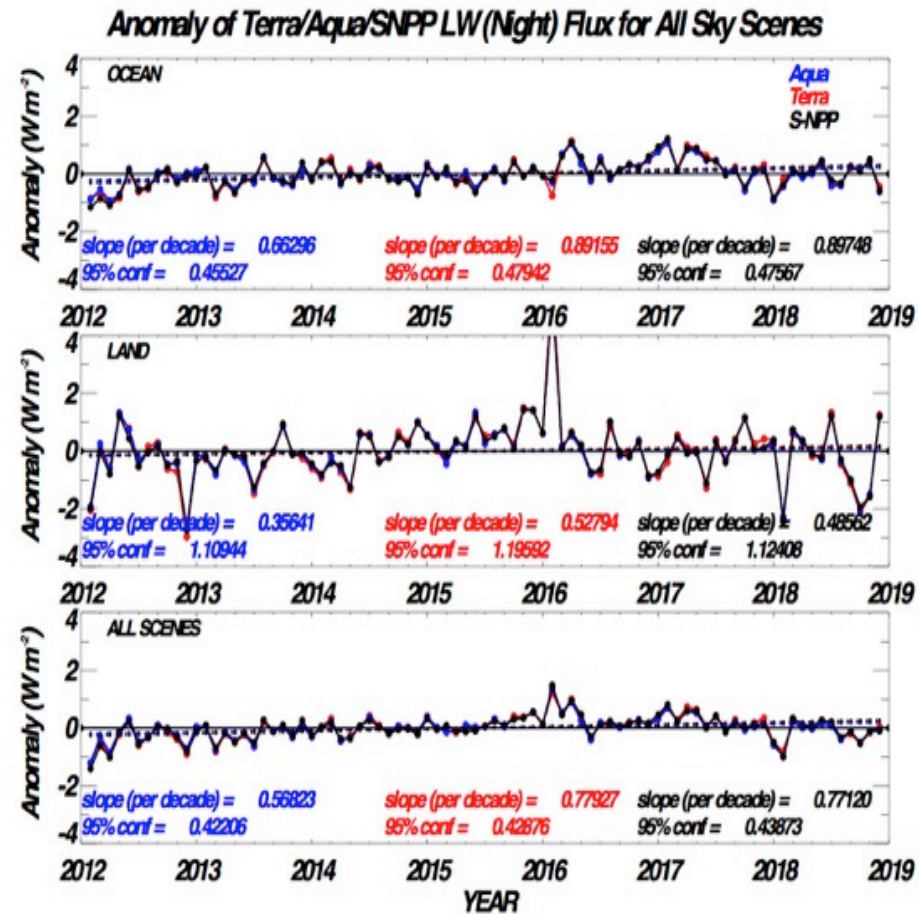 Anomaly of Terra/Aqua/SNPP LW (Night) Flux for All Sky Scenes
OCEAN
Aqua
Terra
S-NPP
Anomaly (W m-2)
4
2
0
-2
-4
slope (per decade) = 0.66296 slope (per decade) = 0.89155 slope (per decade) = 0.89748
95% conf = 0.45527 95% conf = 0.47942 95% conf = 0.47567
2012 2013 2014 2015 2016 2017 2018 2019
LAND
Anomaly (W m-2)
4
2
0
-2
-4
slope (per decade) = 0.35641 slope (per decade) = 0.52794 slope (per decade) = 0.48562
95% conf = 1.10944 95% conf = 1.19592 95% conf = 1.12408
2012 2013 2014 2015 2016 2017 2018 2019
ALL SCENES
Anomaly (W m-2)
4
2
0
-2
-4
slope (per decade) = 0.56823 slope (per decade) = 0.77927 slope (per decade) = 0.77120
95% conf = 0.42206 95% conf = 0.42876 95% conf = 0.43873
2012 2013 2014 2015 2016 2017 2018 2019
YEAR